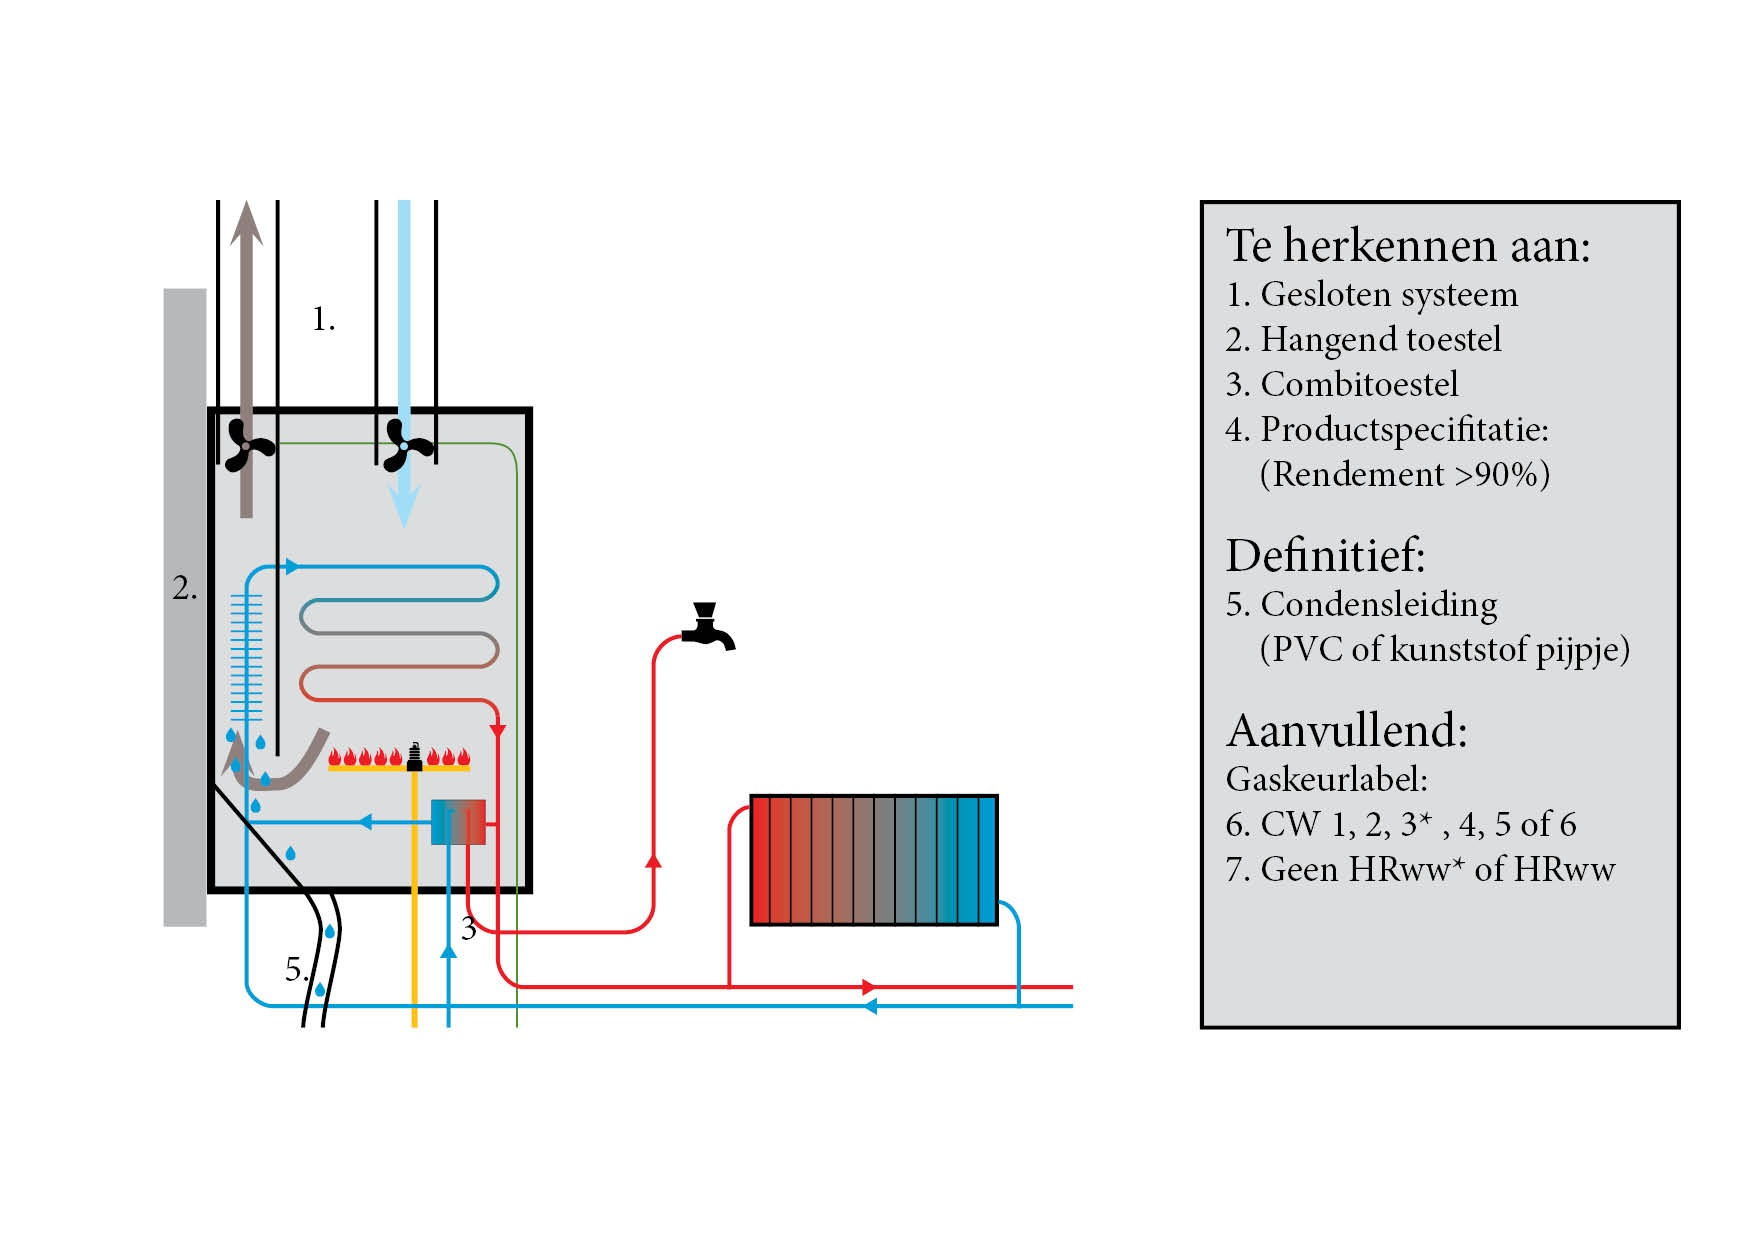 1.
2.
3
5.
Te herkennen aan:
1. Gesloten systeem
2. Hangend toestel
3. Combitoestel
4. Productspecifitatie:
(Rendement >90%)
Definitief:
5. Condensleiding
(PVC of kunststof pijpje)
Aanvullend:
Gaskeurlabel:
6. CW 1, 2, 3* , 4, 5 of 6
7. Geen HRww* of HRww